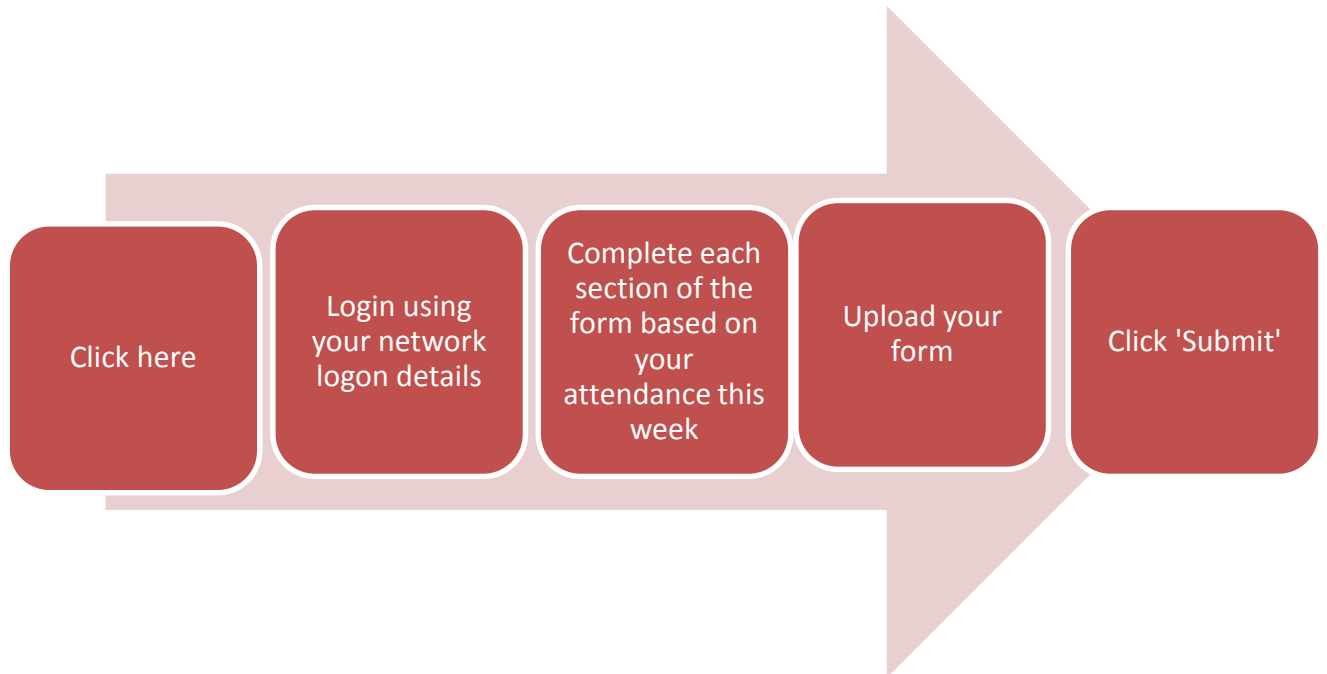 Click here
Login using
your network
logon details
Complete each
section of the
form based on
your
attendance this
week
Upload your
form
Click 'Submit'